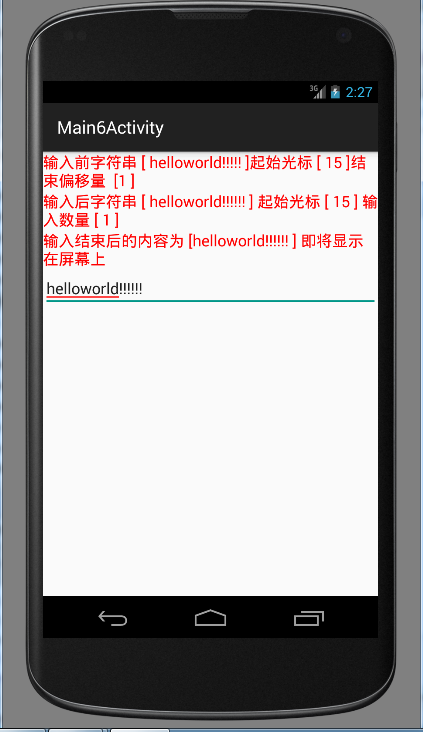 3G 2:27
Main6Activity
输入前字符串 [ helloworld!!!!! ]起始光标 [ 15 ]结
束偏移量  [1 ]
输入后字符串 [ helloworld!!!!!! ] 起始光标 [ 15 ] 输
入数量 [ 1 ]
输入结束后的内容为 [helloworld!!!!!! ] 即将显示
在屏幕上
helloworld!!!!!!